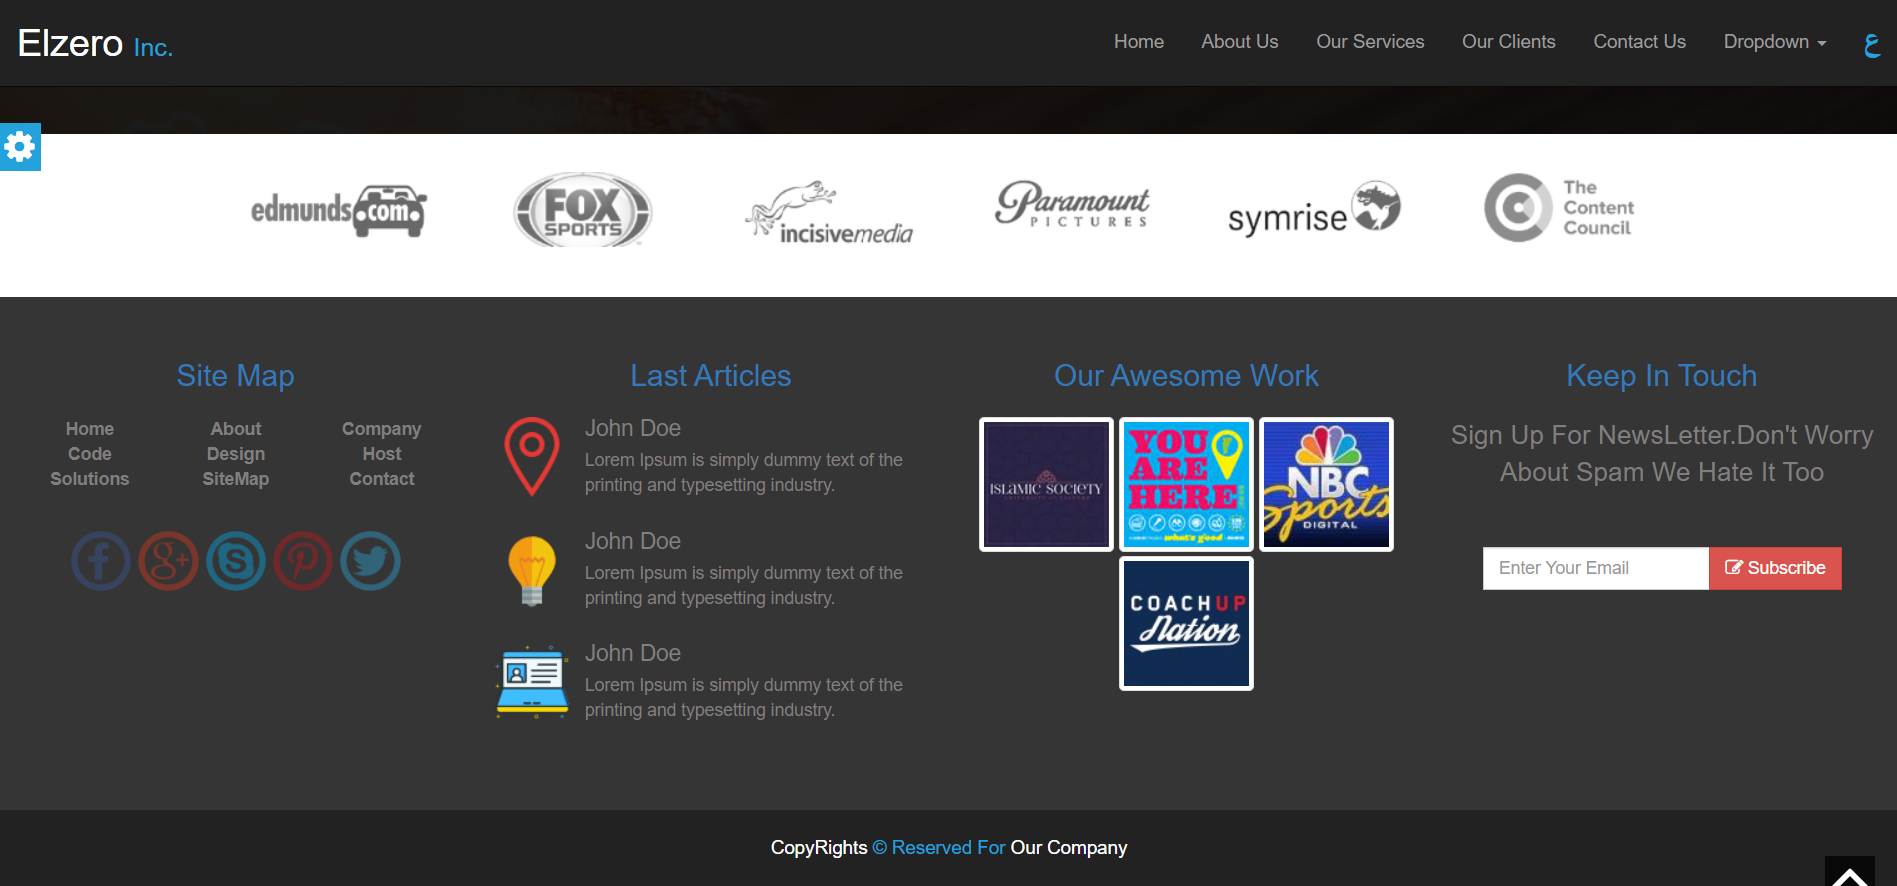 Elzero Inc.
Home About Us Our Services Our Clients Contact Us Dropdown ع
edmunds.com
FOX
SPORTS
incisivemedia
Paramount
PICTURES
symrise
The
Content
Council
Site Map
Home About Company
Code Design Host
Solutions SiteMap Contact
Last Articles
John Doe
Lorem Ipsum is simply dummy text of the
printing and typesetting industry.
John Doe
Lorem Ipsum is simply dummy text of the
printing and typesetting industry.
John Doe
Lorem Ipsum is simply dummy text of the
printing and typesetting industry.
Our Awesome Work
ISLAMIC SOCIETY
YOU
ARE
HERE
what's good
NBC
Sports
DIGITAL
COACHUP
Nation
Keep In Touch
Sign Up For NewsLetter.Don't Worry
About Spam We Hate It Too
Enter Your Email Subscribe
CopyRights © Reserved For Our Company